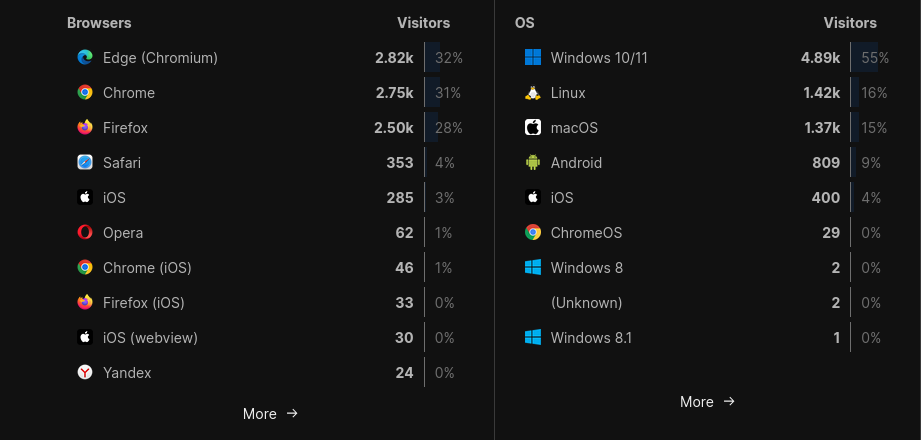 Browsers Visitors
Edge (Chromium) 2.82k 32%
Chrome 2.75k 31%
Firefox 2.50k 28%
Safari 353 4%
iOS 285 3%
Opera 62 1%
Chrome (iOS) 46 1%
Firefox (iOS) 33 0%
iOS (webview) 30 0%
Yandex 24 0%
More →
OS Visitors
Windows 10/11 4.89k 55%
Linux 1.42k 16%
macOS 1.37k 15%
Android 809 9%
iOS 400 4%
ChromeOS 29 0%
Windows 8 2 0%
(Unknown) 2 0%
Windows 8.1 1 0%
More →